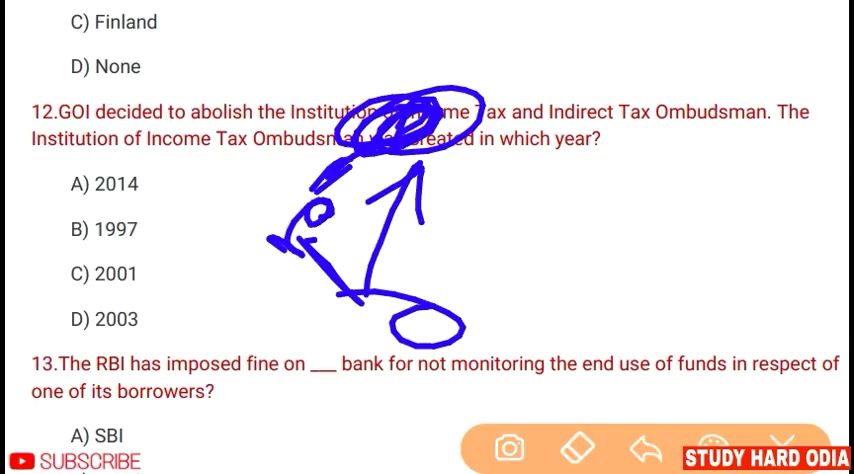 C) Finland
D) None
12.GOI decided to abolish the Institution me Tax and Indirect Tax Ombudsman. The
Institution of Income Tax Ombudsman was created in which year?
A) 2014
B) 1997
C) 2001
D) 2003
13.The RBI has imposed fine on ___ bank for not monitoring the end use of funds in respect of
one of its borrowers?
A) SBI
SUBSCRIBE
STUDY HARD ODIA